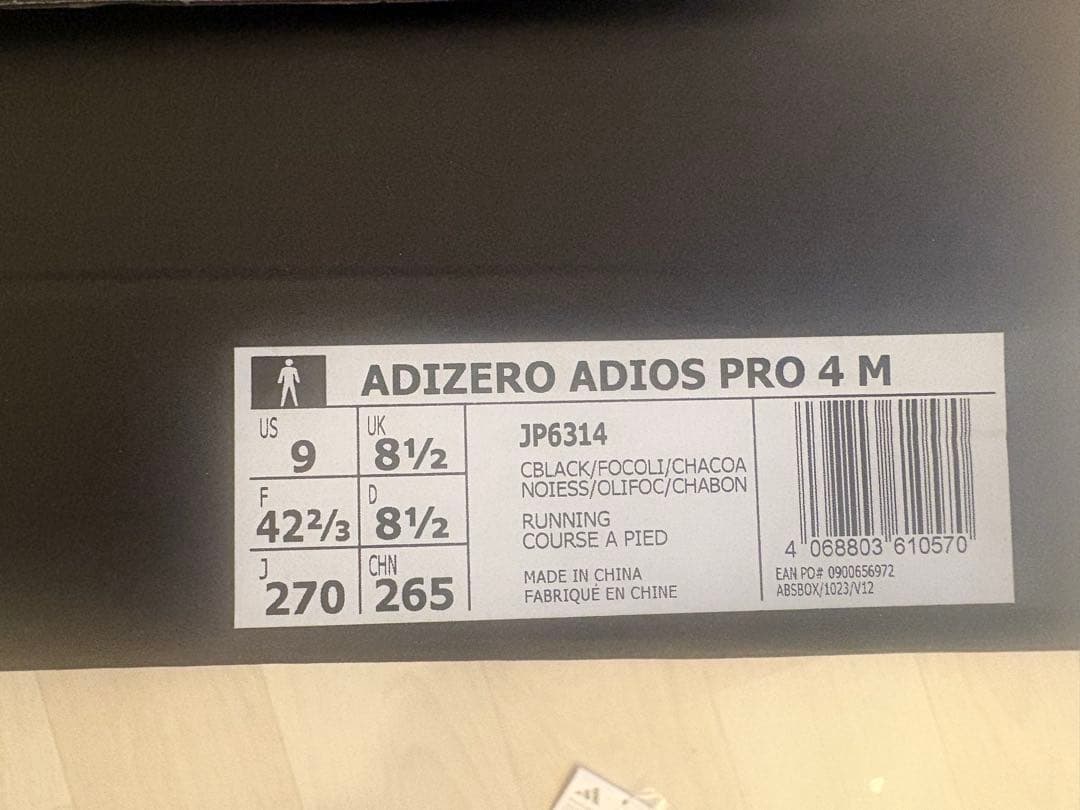 ADIZERO ADIOS PRO 4 M
US
9
UK
8½
F
42⅔
D
8½
J
270
CHN
265
JP6314
CBLACK/FOCOLI/CHACOA
NOIESS/OLIFOC/CHABON
RUNNING
COURSE A PIED
MADE IN CHINA
FABRIQUÉ EN CHINE
4 068803 610570
EAN PO# 0900656972
ABSBOX/1023/V12